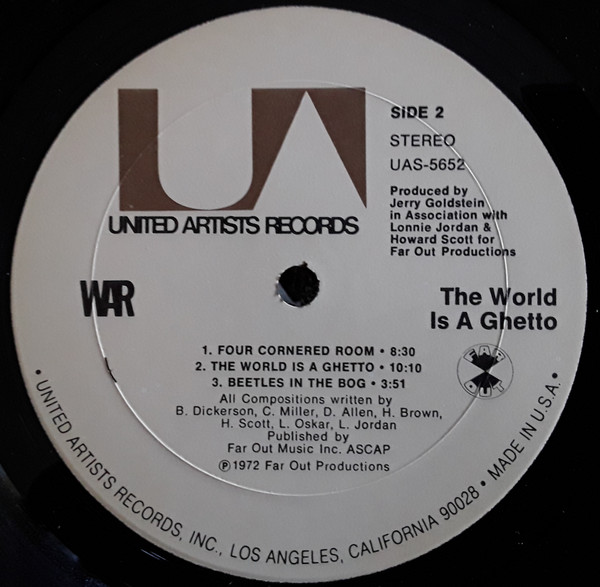 UA
UNITED ARTISTS RECORDS
SIDE 2
STEREO
UAS-5652
Produced by
Jerry Goldstein
in Association with
Lonnie Jordan &
Howard Scott for
Far Out Productions
WAR
The World
Is A Ghetto
1. FOUR CORNERED ROOM • 8:30
2. THE WORLD IS A GHETTO • 10:10
3. BEETLES IN THE BOG • 3:51
FAR
OUT
All Compositions written by
B. Dickerson, C. Miller, D. Allen, H. Brown,
H. Scott, L. Oskar, L. Jordan
Published by
Far Out Music Inc. ASCAP
℗ 1972 Far Out Productions
• UNITED ARTISTS RECORDS, INC., LOS ANGELES, CALIFORNIA 90028 • MADE IN U.S.A. •